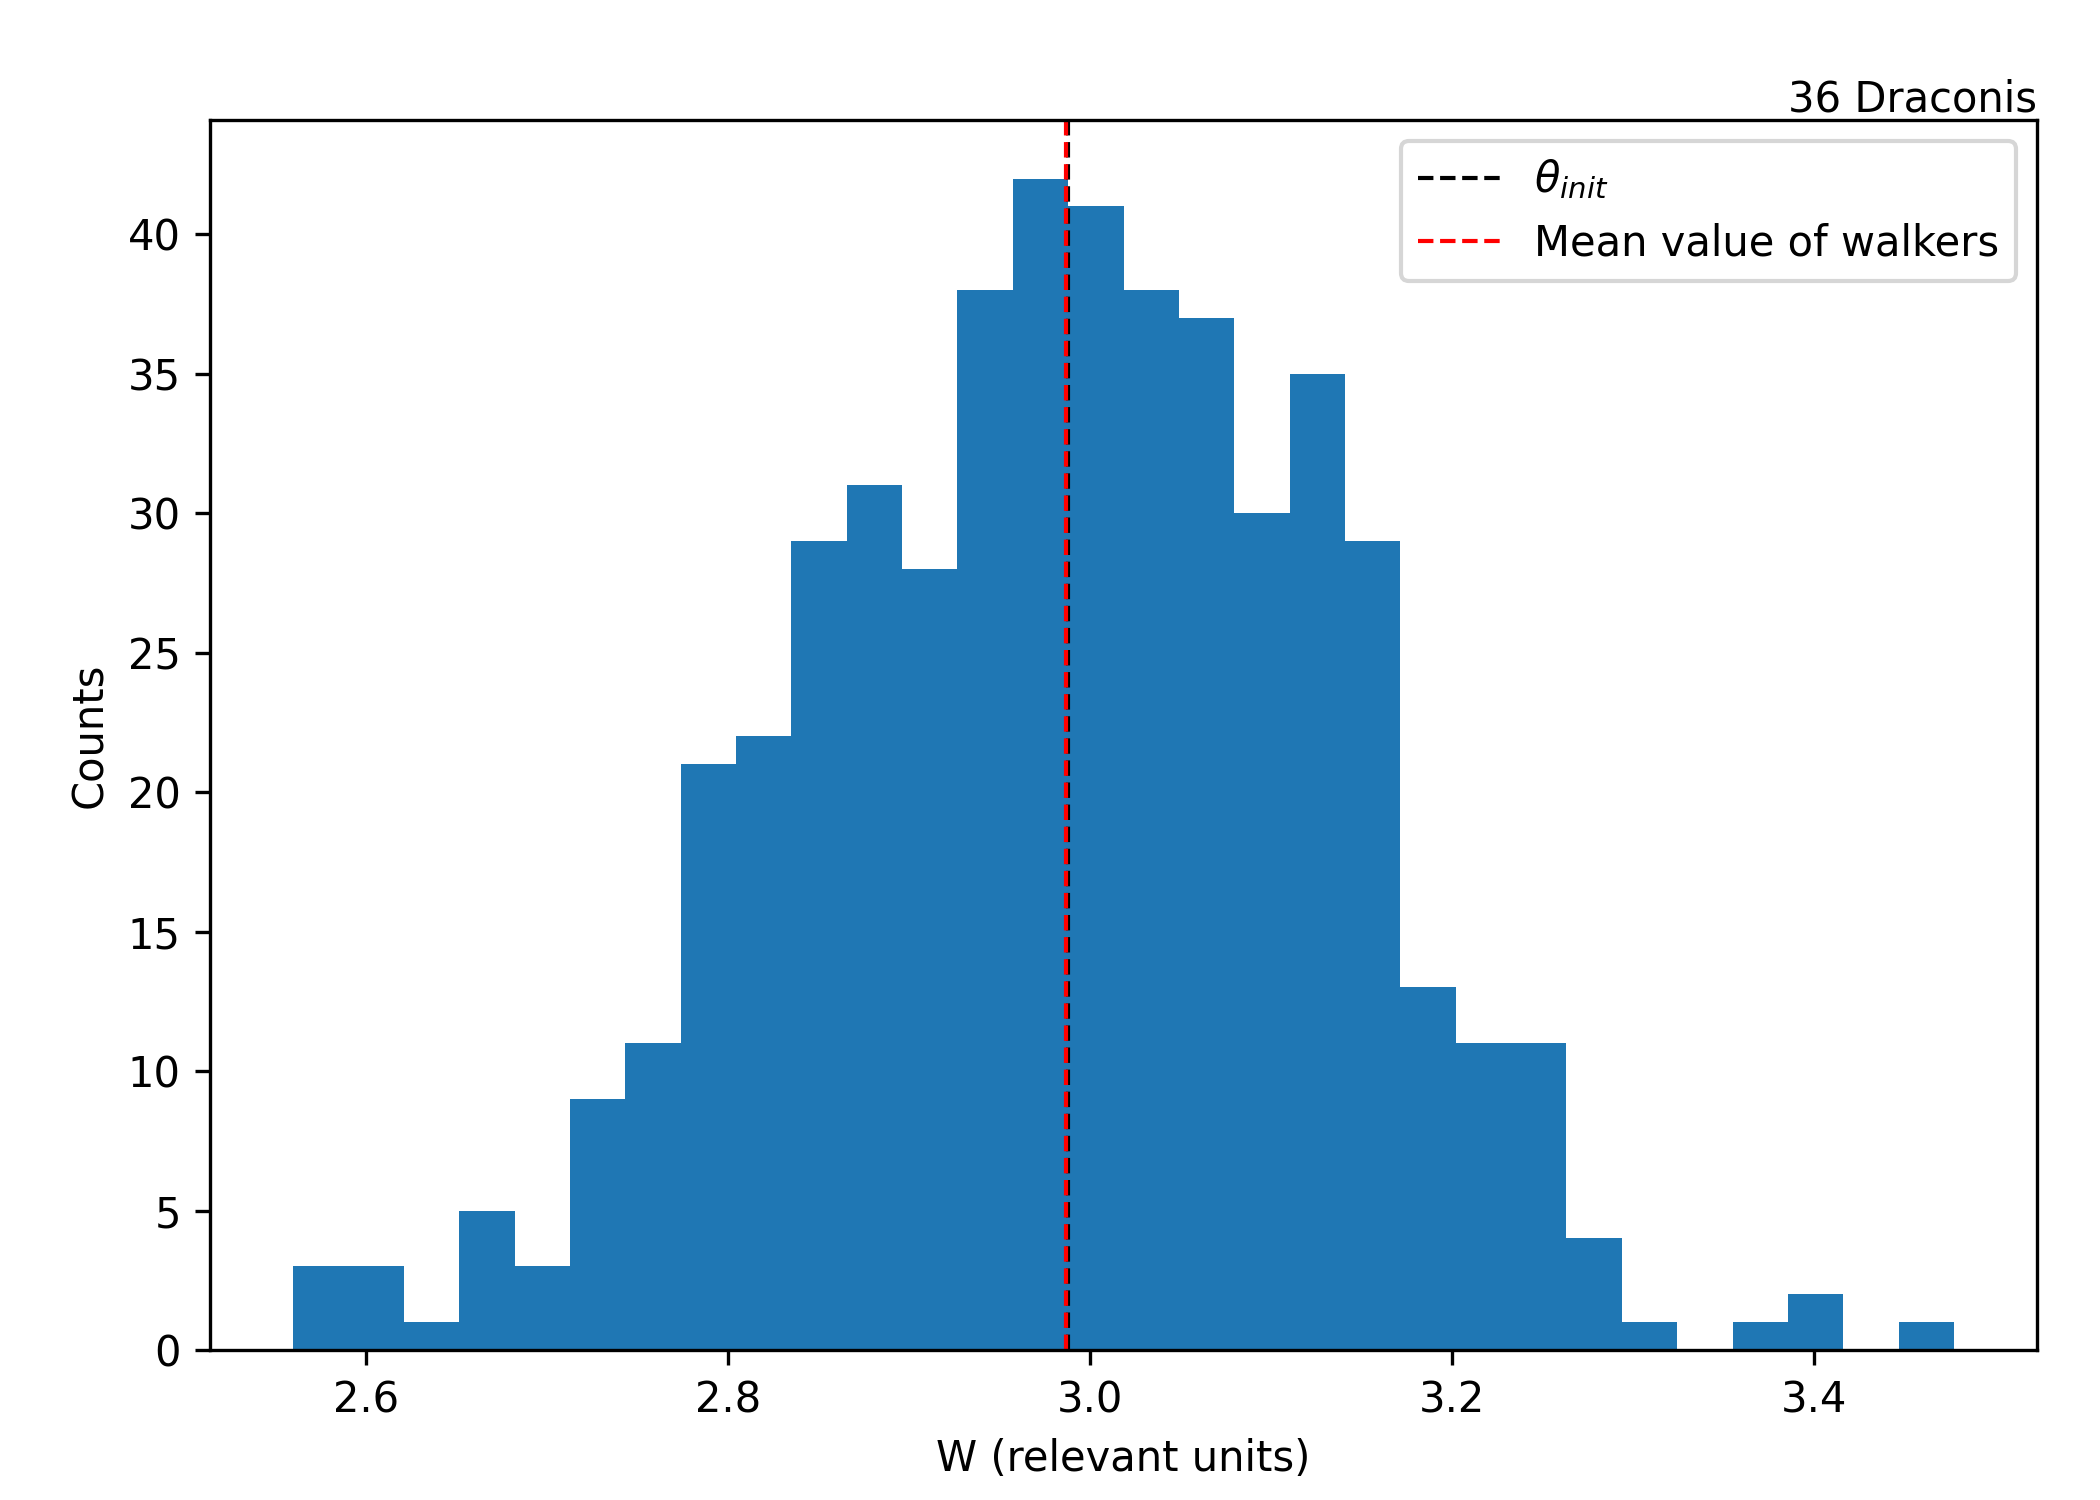 36 Draconis
θinit
Mean value of walkers
40
35
30
25
20
15
10
5
0
Counts
2.6 2.8 3.0 3.2 3.4
W (relevant units)